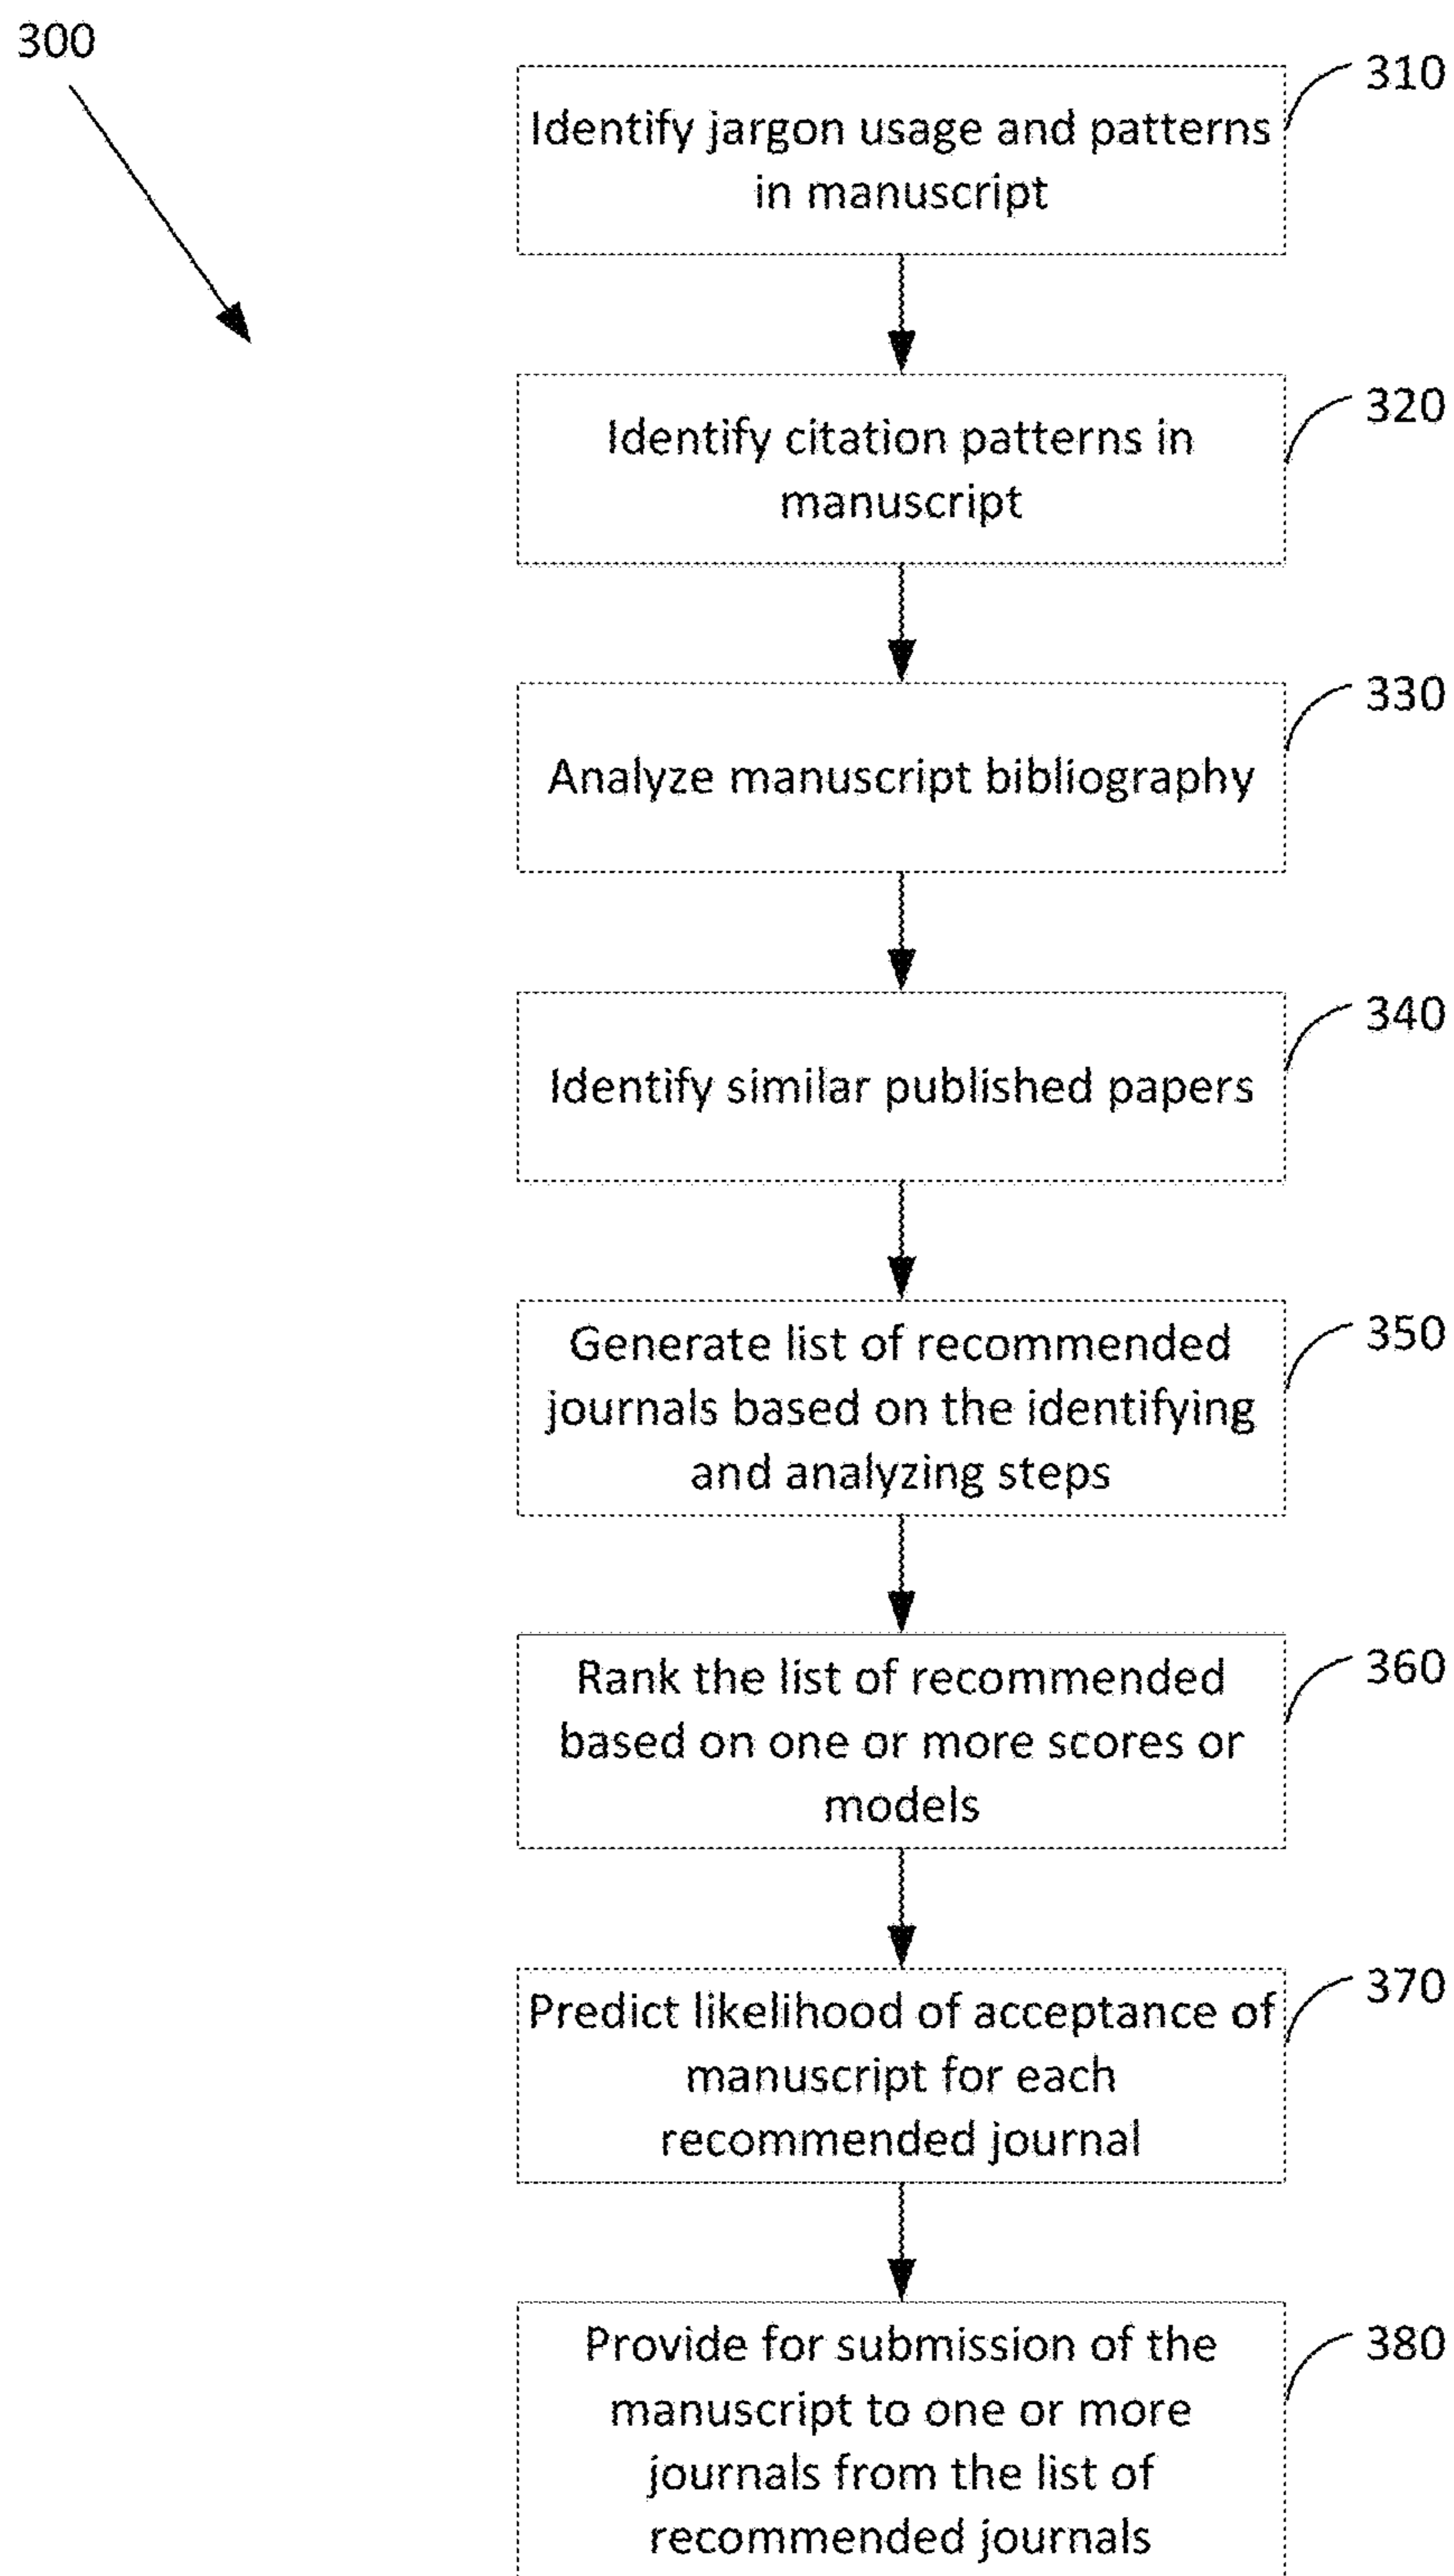 300
310
Identify jargon usage and patterns
in manuscript
320
Identify citation patterns in
manuscript
330
Analyze manuscript bibliography
340
Identify similar published papers
350
Generate list of recommended
journals based on the identifying
and analyzing steps
360
Rank the list of recommended
based on one or more scores or
models
370
Predict likelihood of acceptance of
manuscript for each
recommended journal
380
Provide for submission of the
manuscript to one or more
journals from the list of
recommended journals